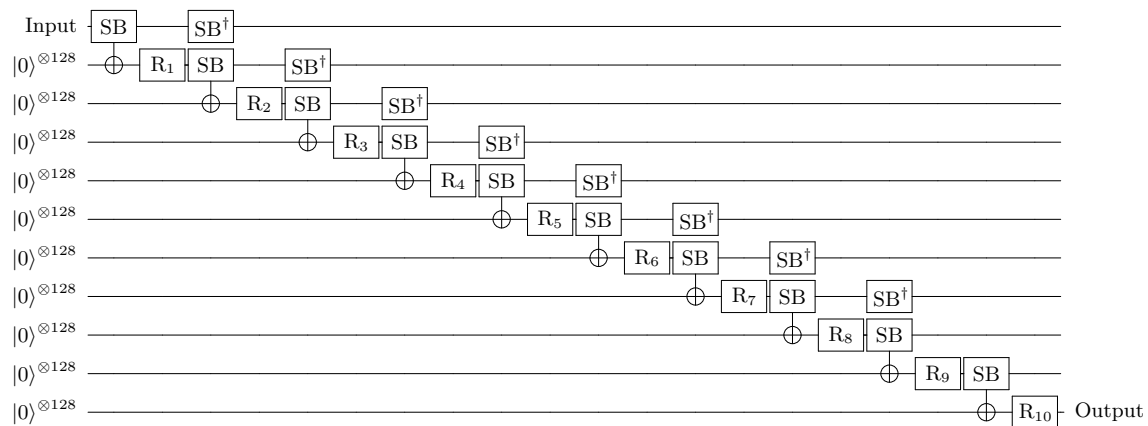 Input SB SB†
|0⟩⊗128 R₁ SB SB†
|0⟩⊗128 R₂ SB SB†
|0⟩⊗128 R₃ SB SB†
|0⟩⊗128 R₄ SB SB†
|0⟩⊗128 R₅ SB SB†
|0⟩⊗128 R₆ SB SB†
|0⟩⊗128 R₇ SB SB†
|0⟩⊗128 R₈ SB
|0⟩⊗128 R₉ SB
|0⟩⊗128 R₁₀ Output